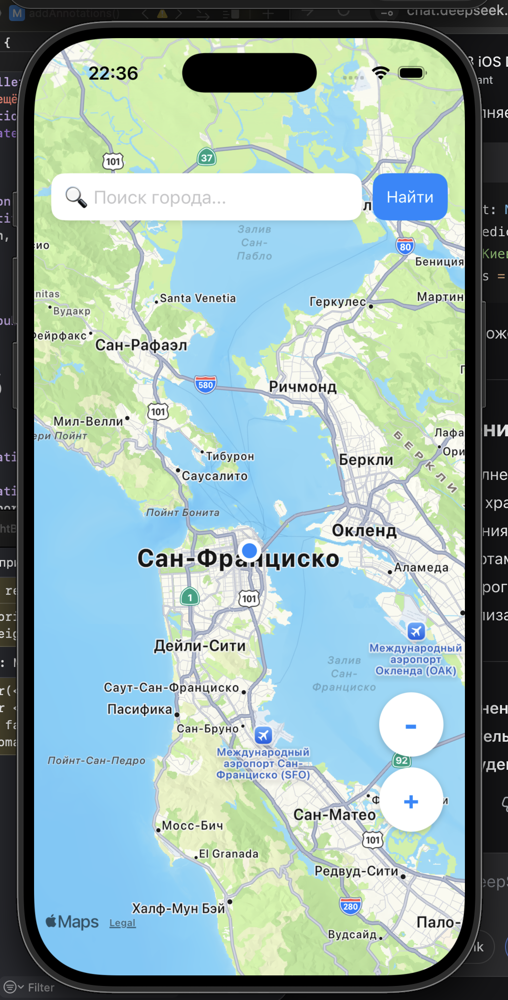 M addAnnotations()
chat.deepseek.
{
22:36
iOS
37
101
🔍 Поиск города...
Найти
Залив
Сан-
Пабло
80
Бениция
Santa Venetia
Геркулес
Мартин
nitas
Вудакр
Фейрфакс
Сан-Рафаэл
580
Ричмонд
101
Мил-Велли
ери Пойнт
Лафа
Ори
БЕРКЛИ
Тибурон
Беркли
Саусалито
Пойнт Бонита
Окленд
Сан-Франциско
Аламеда
1
101
Дейли-Сити
Международный
аэропорт
Окленда (OAK)
Залив
Сан-
Франциско
Саут-Сан-Франциско
Пасифика
Сан-Бруно
-
Международный
аэропорт Сан-
Франциско (SFO)
Пойнт-Сан-Педро
92
+
Сан-Матео
Мосс-Бич
101
El Granada
Редвуд-Сити
280
Халф-Мун Бэй
Maps Legal
Пало-
Вудсайд
Filter